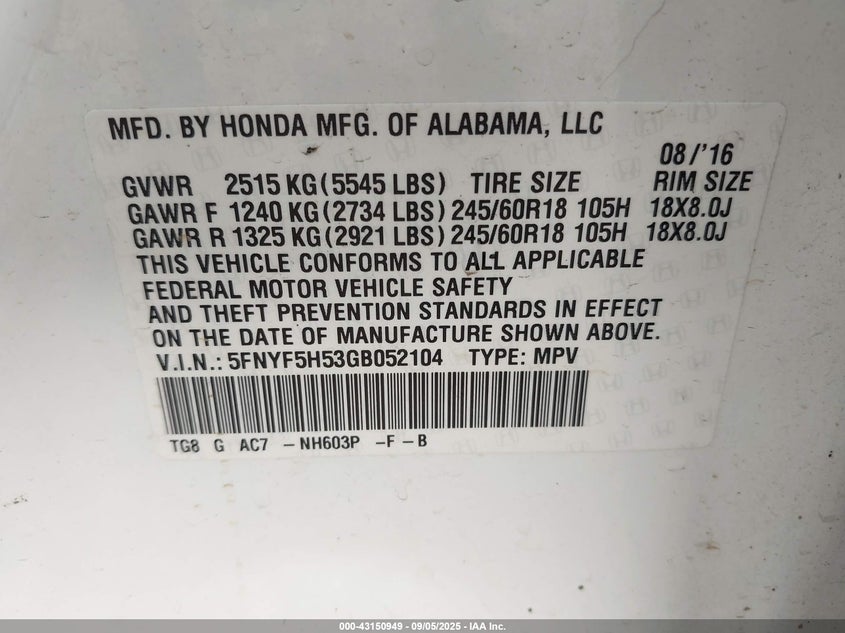 MFD. BY HONDA MFG. OF ALABAMA, LLC
08/'16
GVWR 2515 KG (5545 LBS) TIRE SIZE RIM SIZE
GAWR F 1240 KG (2734 LBS) 245/60R18 105H 18X8.0J
GAWR R 1325 KG (2921 LBS) 245/60R18 105H 18X8.0J
THIS VEHICLE CONFORMS TO ALL APPLICABLE
FEDERAL MOTOR VEHICLE SAFETY
AND THEFT PREVENTION STANDARDS IN EFFECT
ON THE DATE OF MANUFACTURE SHOWN ABOVE.
V.I.N.: 5FNYF5H53GB052104 TYPE: MPV
TG8 G AC7 -NH603P -F-B
000-43150949 - 09/05/2025 - IAA Inc.